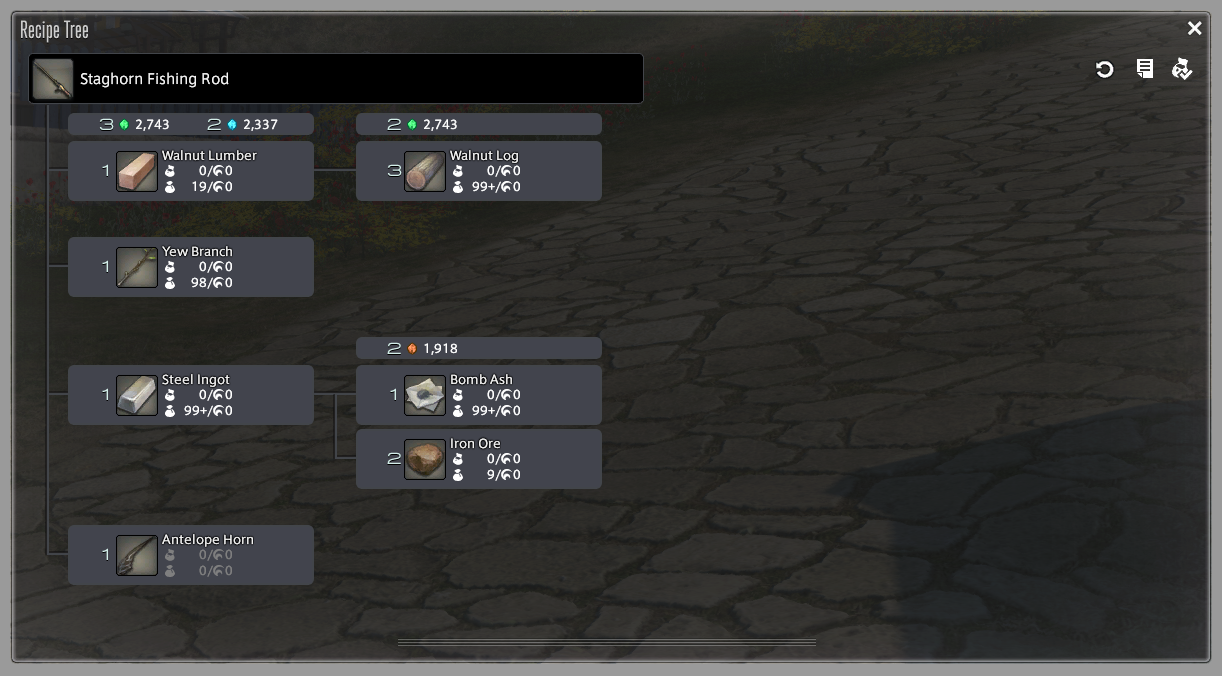 Recipe Tree
Staghorn Fishing Rod
3 2,743 2 2,337
2 2,743
1 Walnut Lumber
0/0
19/0
3 Walnut Log
0/0
99+/0
1 Yew Branch
0/0
98/0
2 1,918
1 Steel Ingot
0/0
99+/0
1 Bomb Ash
0/0
99+/0
2 Iron Ore
0/0
9/0
1 Antelope Horn
0/0
0/0